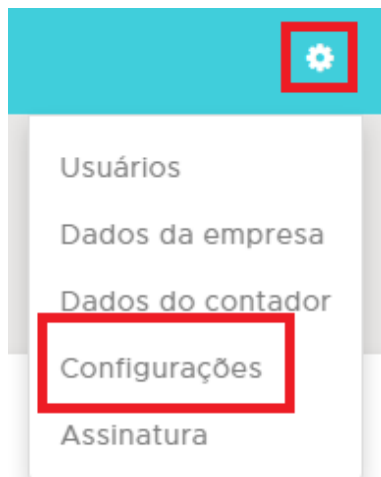 Usuários
Dados da empresa
Dados do contador
Configurações
Assinatura